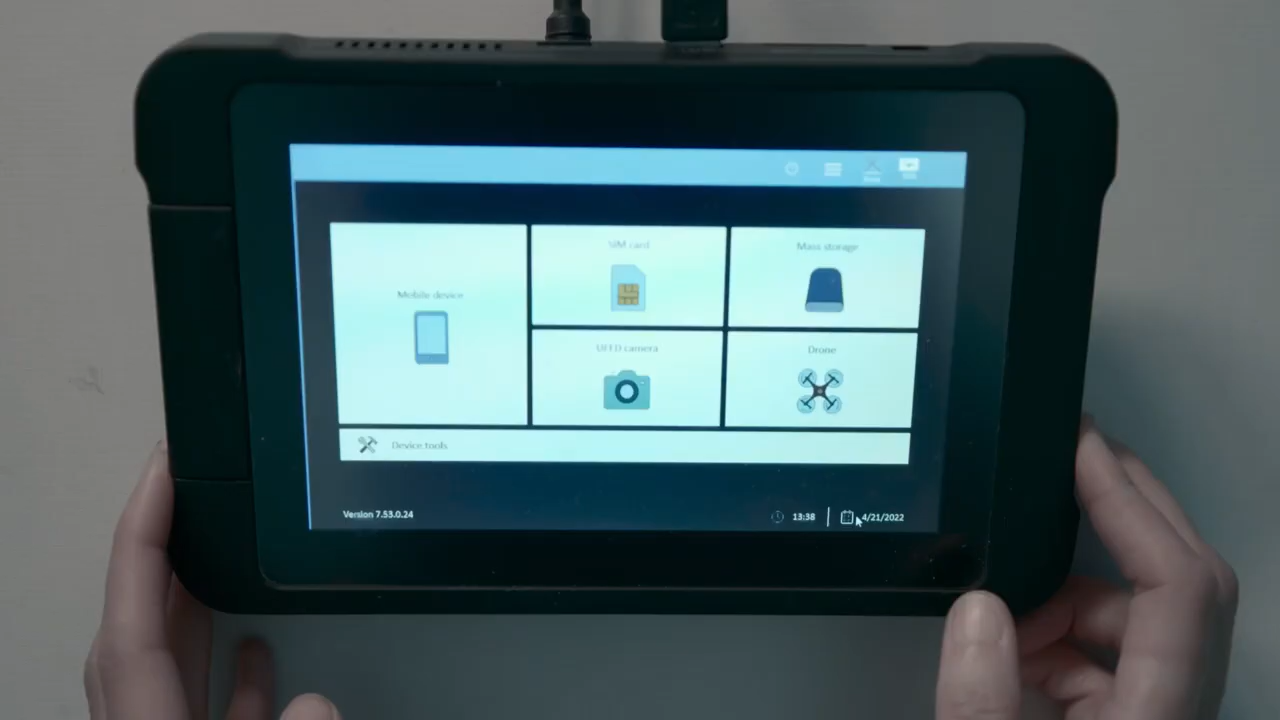 SIM card
Mass storage
Mobile device
UFED camera
Drone
Device tools
Version 7.53.0.24
13:38
4/21/2022